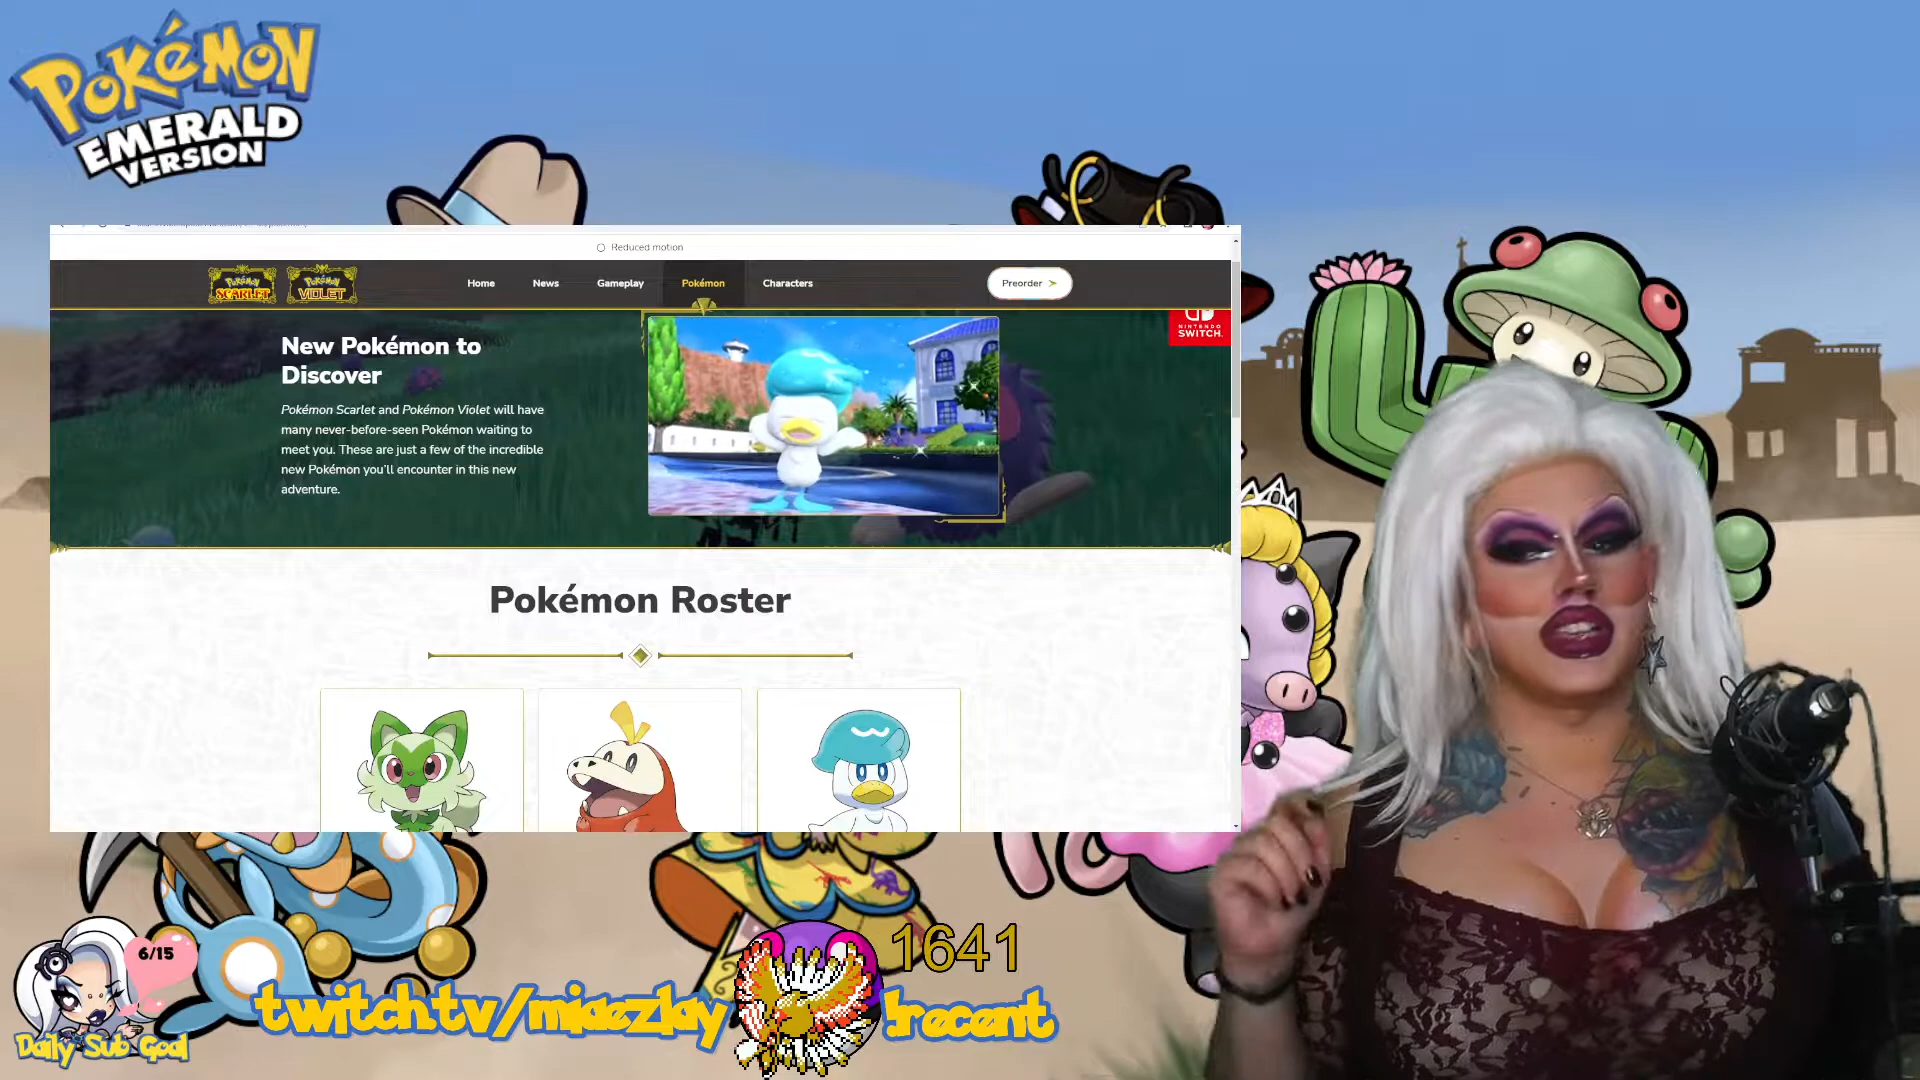 POKéMON
EMERALD
VERSION
Reduced motion
POKéMON
SCARLET
POKéMON
VIOLET
Home
News
Gameplay
Pokémon
Characters
Preorder
NINTENDO
SWITCH
New Pokémon to
Discover
Pokémon Scarlet and Pokémon Violet will have
many never-before-seen Pokémon waiting to
meet you. These are just a few of the incredible
new Pokémon you'll encounter in this new
adventure.
Pokémon Roster
6/15
Daily Sub Goal
twitch.tv/miaezlay
1641
!recent